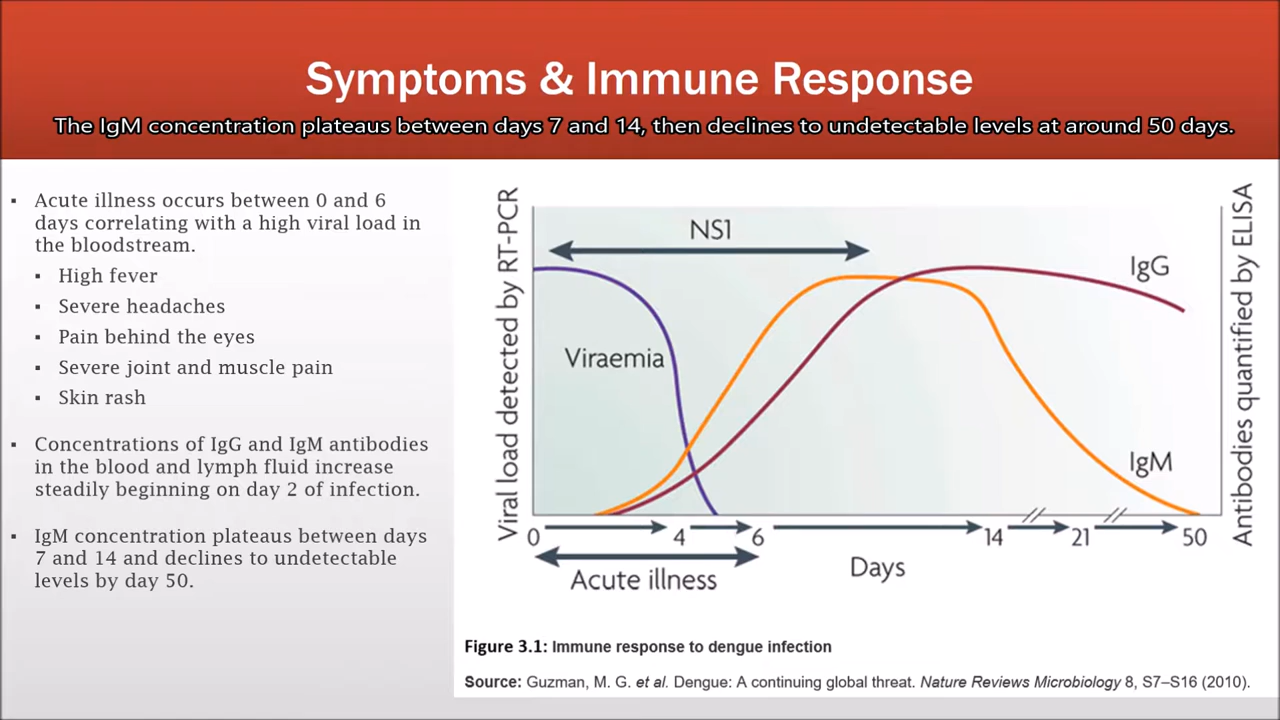 Symptoms & Immune Response
The IgM concentration plateaus between days 7 and 14, then declines to undetectable levels at around 50 days.
▪ Acute illness occurs between 0 and 6
days correlating with a high viral load in
the bloodstream.
▪ High fever
▪ Severe headaches
▪ Pain behind the eyes
▪ Severe joint and muscle pain
▪ Skin rash
▪ Concentrations of IgG and IgM antibodies
in the blood and lymph fluid increase
steadily beginning on day 2 of infection.
▪ IgM concentration plateaus between days
7 and 14 and declines to undetectable
levels by day 50.
Viral load detected by RT-PCR
NS1
IgG
Viraemia
IgM
Antibodies quantified by ELISA
0 4 6 14 21 50
Acute illness
Days
Figure 3.1: Immune response to dengue infection
Source: Guzman, M. G. et al. Dengue: A continuing global threat. Nature Reviews Microbiology 8, S7–S16 (2010).